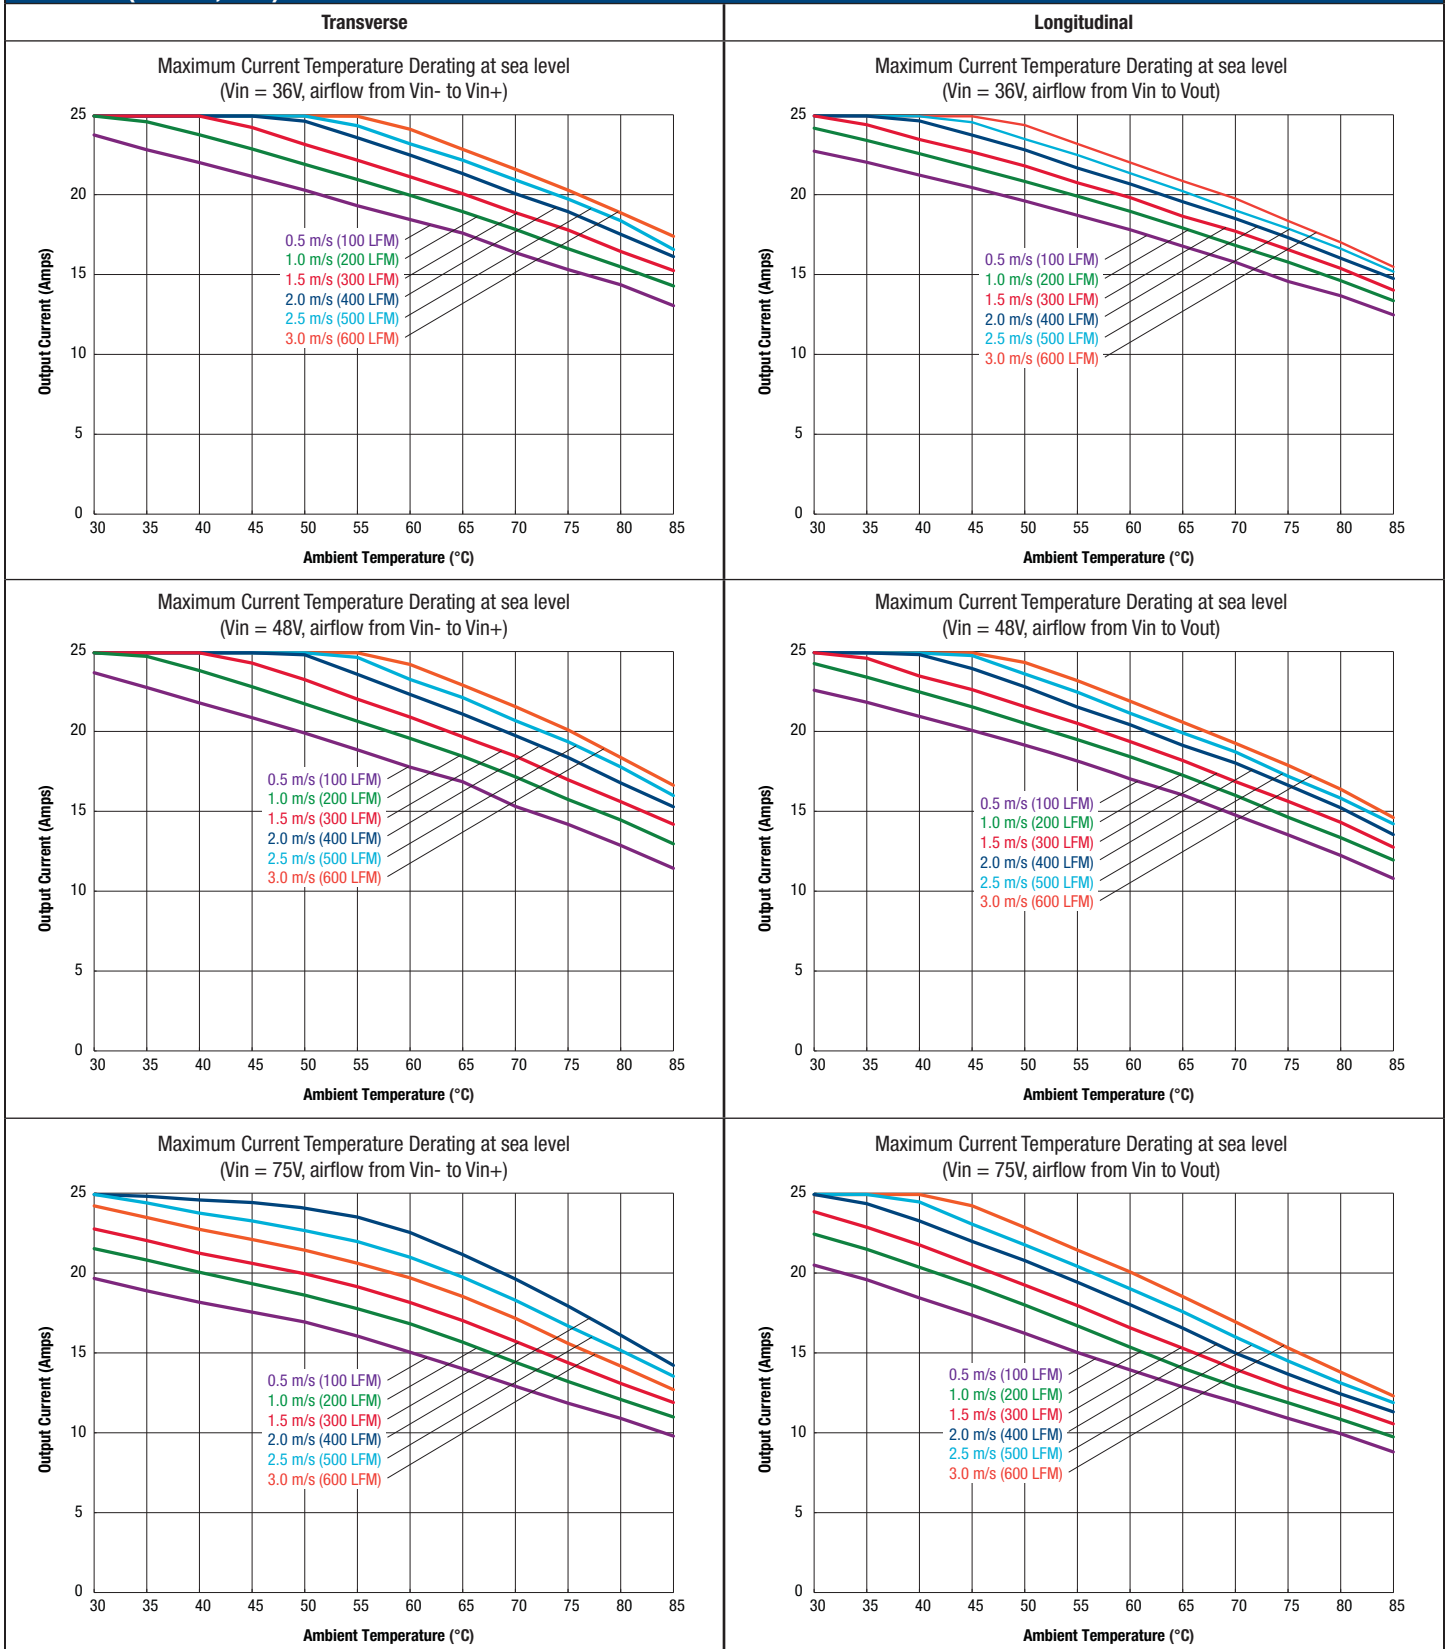 Transverse
Longitudinal
Maximum Current Temperature Derating at sea level
(Vin = 36V, airflow from Vin- to Vin+)
25
20
15
10
5
0
Output Current (Amps)
0.5 m/s (100 LFM)
1.0 m/s (200 LFM)
1.5 m/s (300 LFM)
2.0 m/s (400 LFM)
2.5 m/s (500 LFM)
3.0 m/s (600 LFM)
30 35 40 45 50 55 60 65 70 75 80 85
Ambient Temperature (°C)
Maximum Current Temperature Derating at sea level
(Vin = 36V, airflow from Vin to Vout)
25
20
15
10
5
0
Output Current (Amps)
0.5 m/s (100 LFM)
1.0 m/s (200 LFM)
1.5 m/s (300 LFM)
2.0 m/s (400 LFM)
2.5 m/s (500 LFM)
3.0 m/s (600 LFM)
30 35 40 45 50 55 60 65 70 75 80 85
Ambient Temperature (°C)
Maximum Current Temperature Derating at sea level
(Vin = 48V, airflow from Vin- to Vin+)
25
20
15
10
5
0
Output Current (Amps)
0.5 m/s (100 LFM)
1.0 m/s (200 LFM)
1.5 m/s (300 LFM)
2.0 m/s (400 LFM)
2.5 m/s (500 LFM)
3.0 m/s (600 LFM)
30 35 40 45 50 55 60 65 70 75 80 85
Ambient Temperature (°C)
Maximum Current Temperature Derating at sea level
(Vin = 48V, airflow from Vin to Vout)
25
20
15
10
5
0
Output Current (Amps)
0.5 m/s (100 LFM)
1.0 m/s (200 LFM)
1.5 m/s (300 LFM)
2.0 m/s (400 LFM)
2.5 m/s (500 LFM)
3.0 m/s (600 LFM)
30 35 40 45 50 55 60 65 70 75 80 85
Ambient Temperature (°C)
Maximum Current Temperature Derating at sea level
(Vin = 75V, airflow from Vin- to Vin+)
25
20
15
10
5
0
Output Current (Amps)
0.5 m/s (100 LFM)
1.0 m/s (200 LFM)
1.5 m/s (300 LFM)
2.0 m/s (400 LFM)
2.5 m/s (500 LFM)
3.0 m/s (600 LFM)
30 35 40 45 50 55 60 65 70 75 80 85
Ambient Temperature (°C)
Maximum Current Temperature Derating at sea level
(Vin = 75V, airflow from Vin to Vout)
25
20
15
10
5
0
Output Current (Amps)
0.5 m/s (100 LFM)
1.0 m/s (200 LFM)
1.5 m/s (300 LFM)
2.0 m/s (400 LFM)
2.5 m/s (500 LFM)
3.0 m/s (600 LFM)
30 35 40 45 50 55 60 65 70 75 80 85
Ambient Temperature (°C)